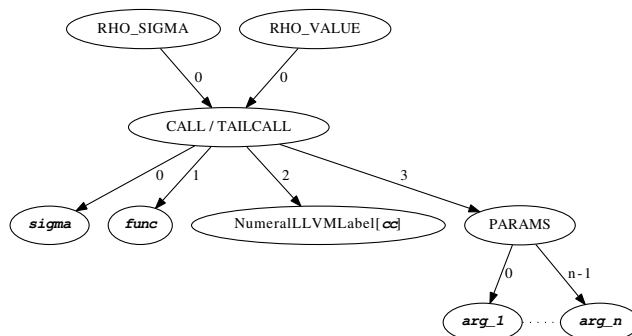 RHO_SIGMA RHO_VALUE
0 0
CALL / TAILCALL
0 1 2 3
sigma func NumeralLLVMLabel[cc] PARAMS
0 n-1
arg_1 ..... arg_n